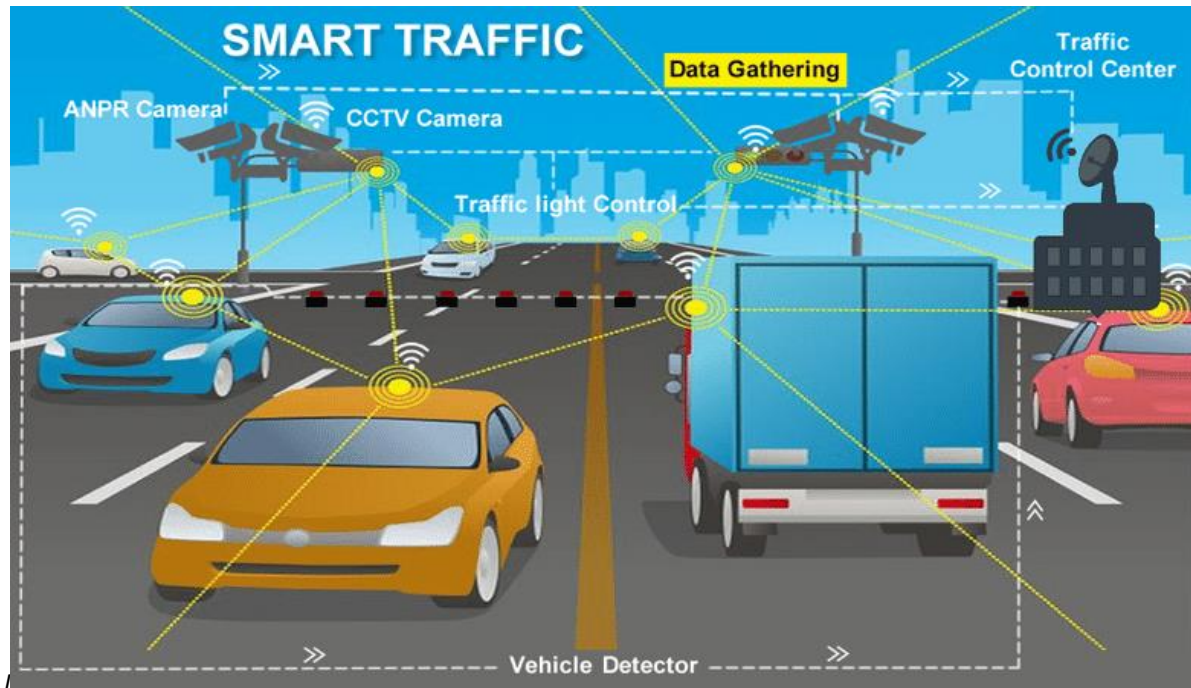 SMART TRAFFIC
Traffic
Control Center
Data Gathering
ANPR Camera
CCTV Camera
Traffic light Control
Vehicle Detector